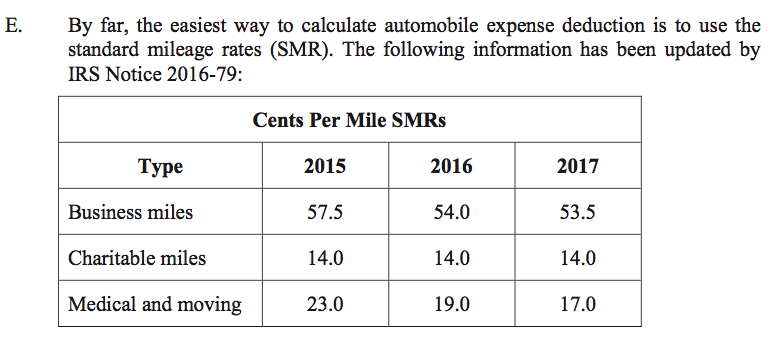 E. By far, the easiest way to calculate automobile expense deduction is to use the
standard mileage rates (SMR). The following information has been updated by
IRS Notice 2016-79:
Cents Per Mile SMRs
Type 2015 2016 2017
Business miles 57.5 54.0 53.5
Charitable miles 14.0 14.0 14.0
Medical and moving 23.0 19.0 17.0